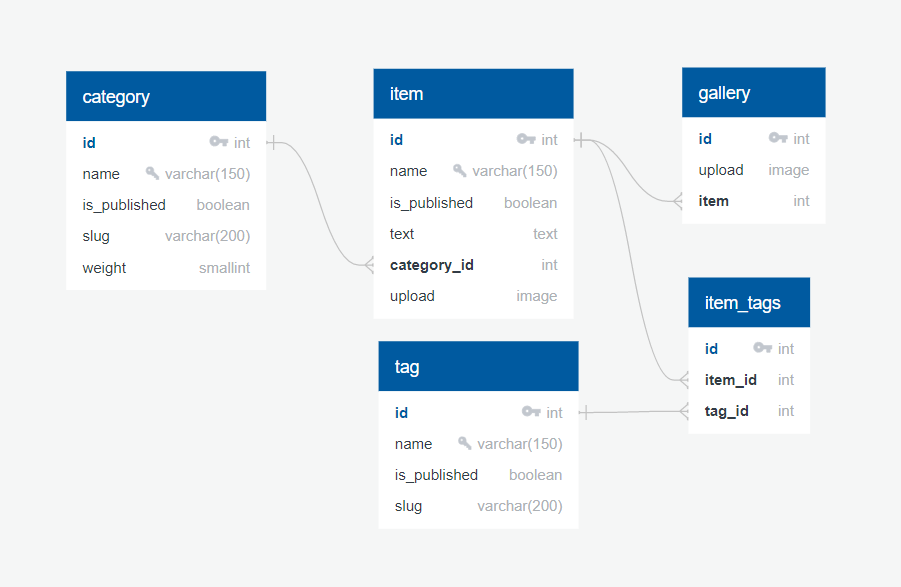 category
id int
name varchar(150)
is_published boolean
slug varchar(200)
weight smallint
item
id int
name varchar(150)
is_published boolean
text text
category_id int
upload image
gallery
id int
upload image
item int
item_tags
id int
item_id int
tag_id int
tag
id int
name varchar(150)
is_published boolean
slug varchar(200)